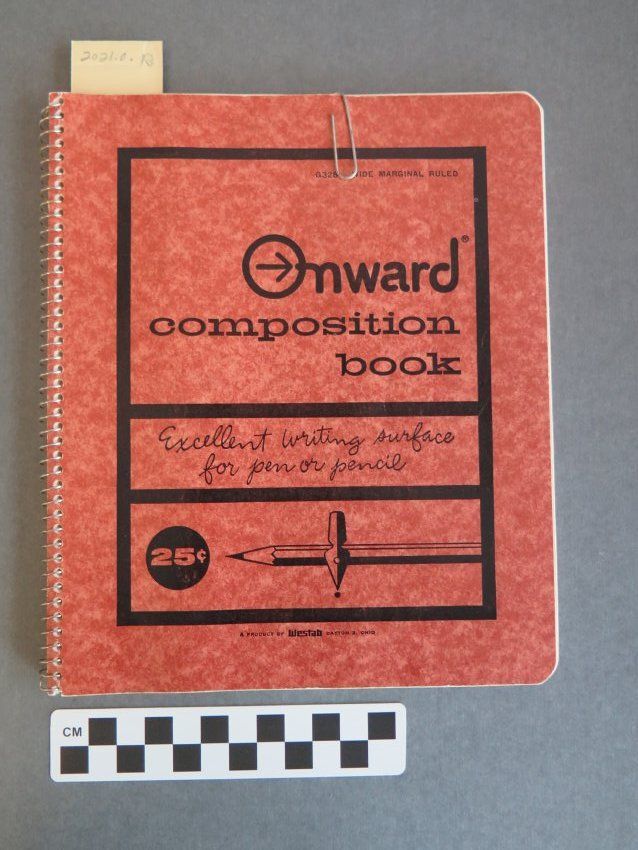 2021.0.
WIDE MARGINAL RULED
Onward®
composition
book
Excellent writing surface
for pen or pencil
25¢
A PRODUCT OF Westab DAYTON 2, OHIO
CM